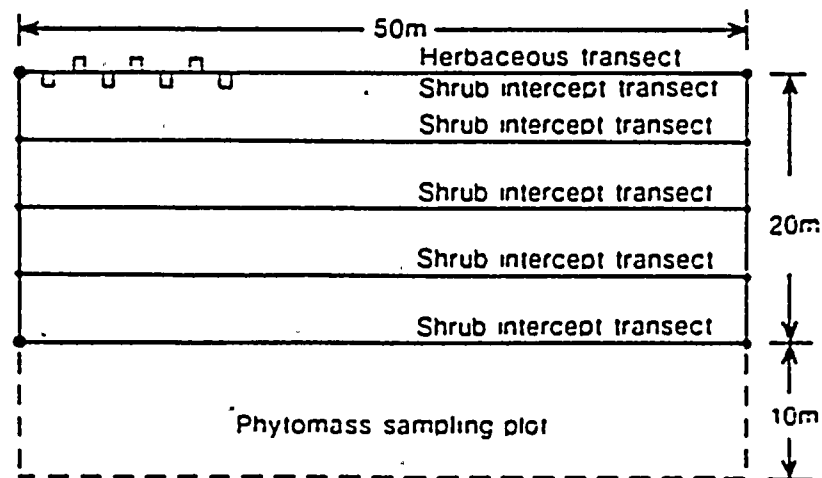 50m
Herbaceous transect
Shrub intercept transect
Shrub intercept transect
Shrub intercept transect
20m
Shrub intercept transect
Shrub intercept transect
Phytomass sampling plot
10m